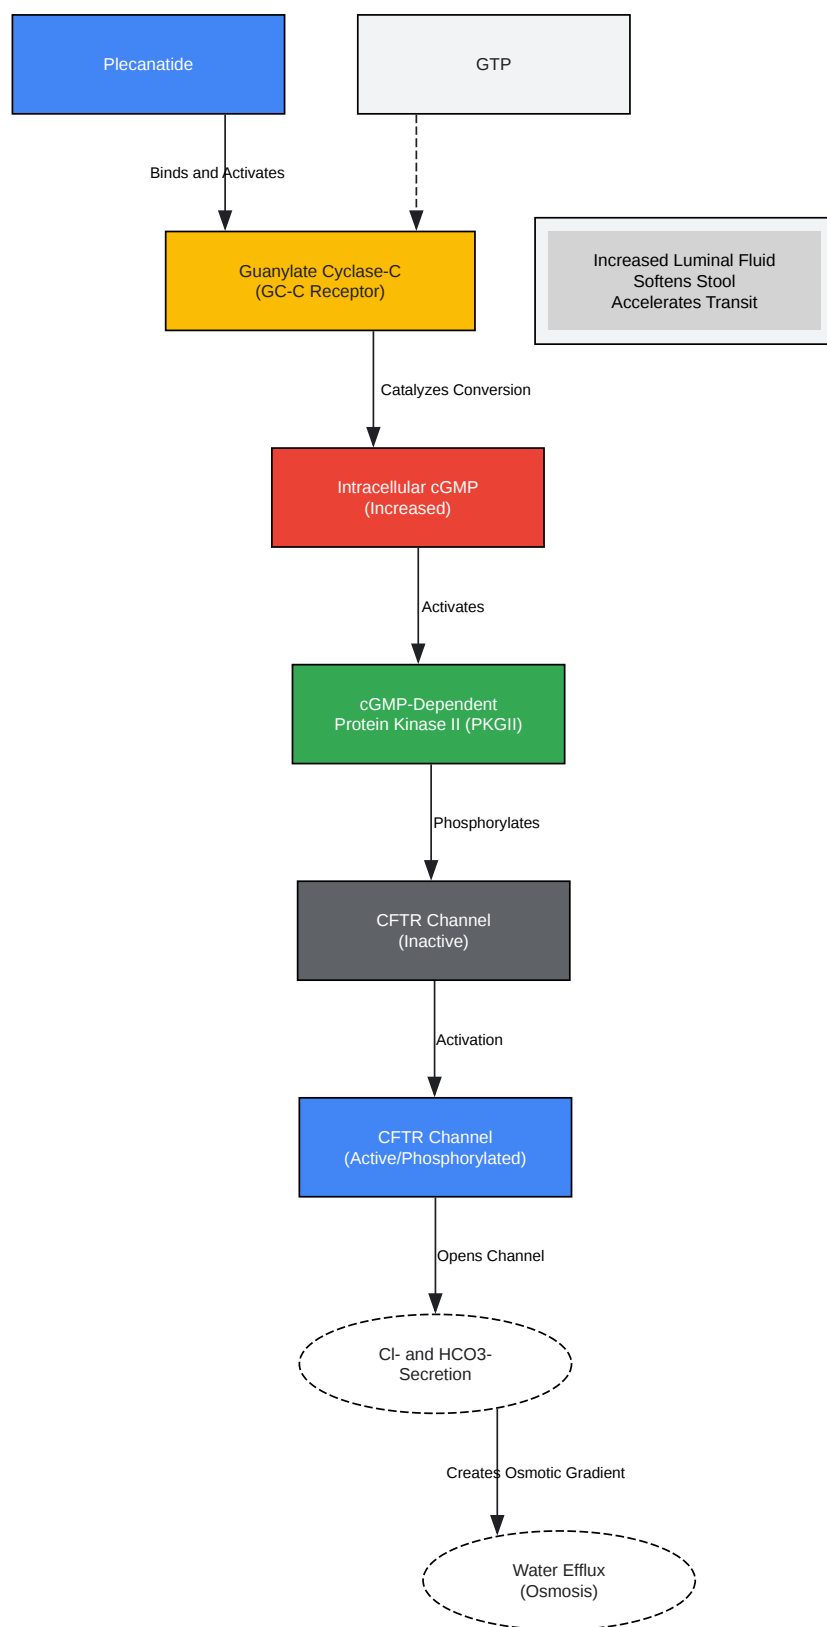 Plecanatide
GTP
Binds and Activates
Guanylate Cyclase-C
(GC-C Receptor)
Increased Luminal Fluid
Softens Stool
Accelerates Transit
Catalyzes Conversion
Intracellular cGMP
(Increased)
Activates
cGMP-Dependent
Protein Kinase II (PKGII)
Phosphorylates
CFTR Channel
(Inactive)
Activation
CFTR Channel
(Active/Phosphorylated)
Opens Channel
Cl- and HCO3-
Secretion
Creates Osmotic Gradient
Water Efflux
(Osmosis)